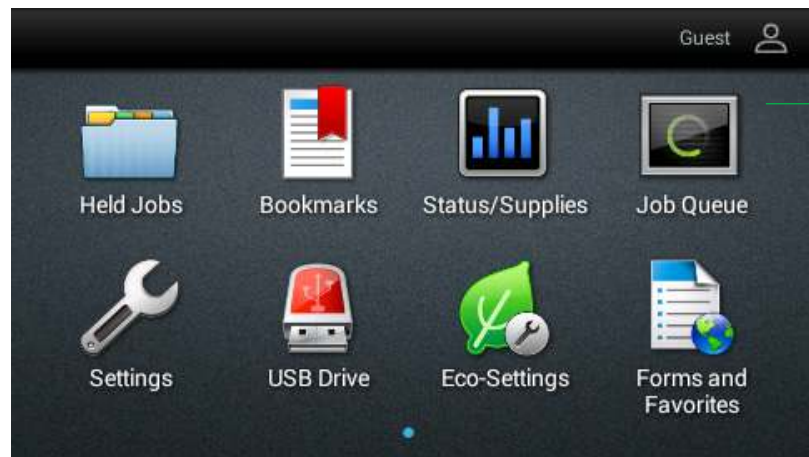 Guest
Held Jobs
Bookmarks
Status/Supplies
Job Queue
Settings
USB Drive
Eco-Settings
Forms and
Favorites